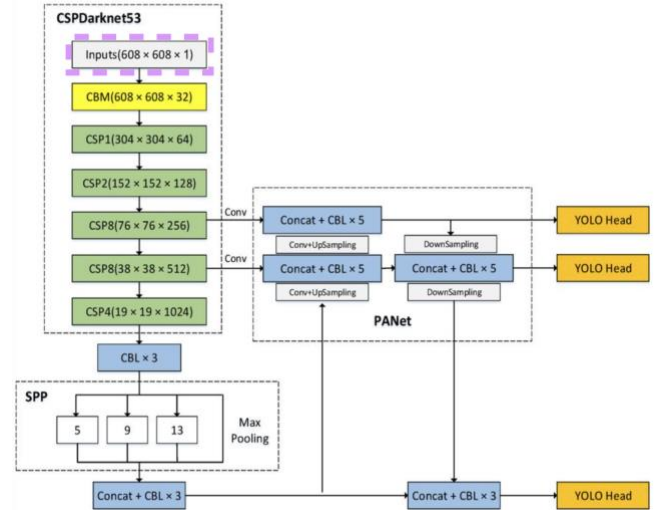 CSPDarknet53
Inputs(608 × 608 × 1)
CBM(608 × 608 × 32)
CSP1(304 × 304 × 64)
CSP2(152 × 152 × 128)
CSP8(76 × 76 × 256)
Conv
Concat + CBL × 5
YOLO Head
Conv+UpSampling
DownSampling
CSP8(38 × 38 × 512)
Conv
Concat + CBL × 5
Concat + CBL × 5
YOLO Head
Conv+UpSampling
DownSampling
CSP4(19 × 19 × 1024)
PANet
CBL × 3
SPP
5
9
13
Max
Pooling
Concat + CBL × 3
Concat + CBL × 3
YOLO Head